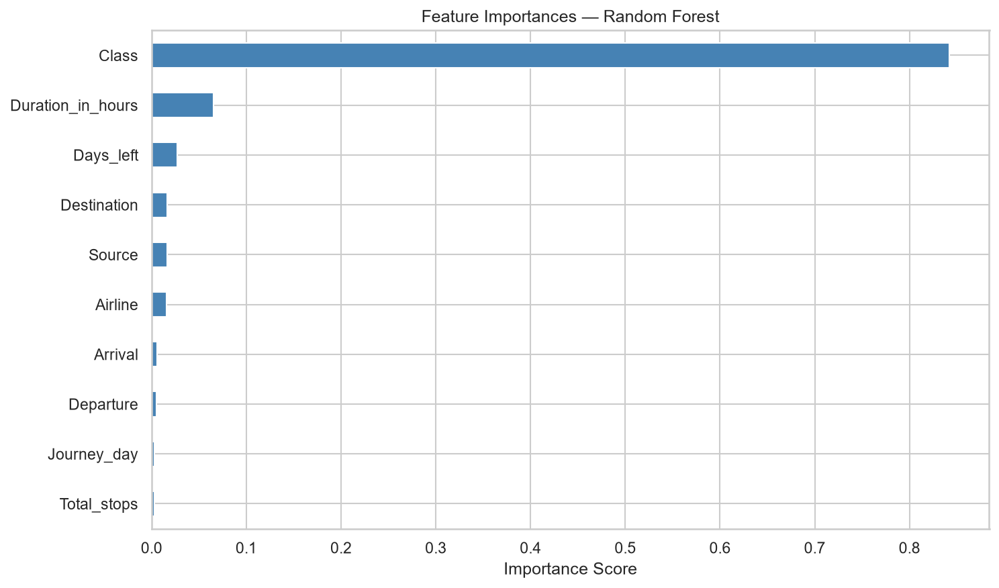 Feature Importances — Random Forest
Class
Duration_in_hours
Days_left
Destination
Source
Airline
Arrival
Departure
Journey_day
Total_stops
0.0 0.1 0.2 0.3 0.4 0.5 0.6 0.7 0.8
Importance Score